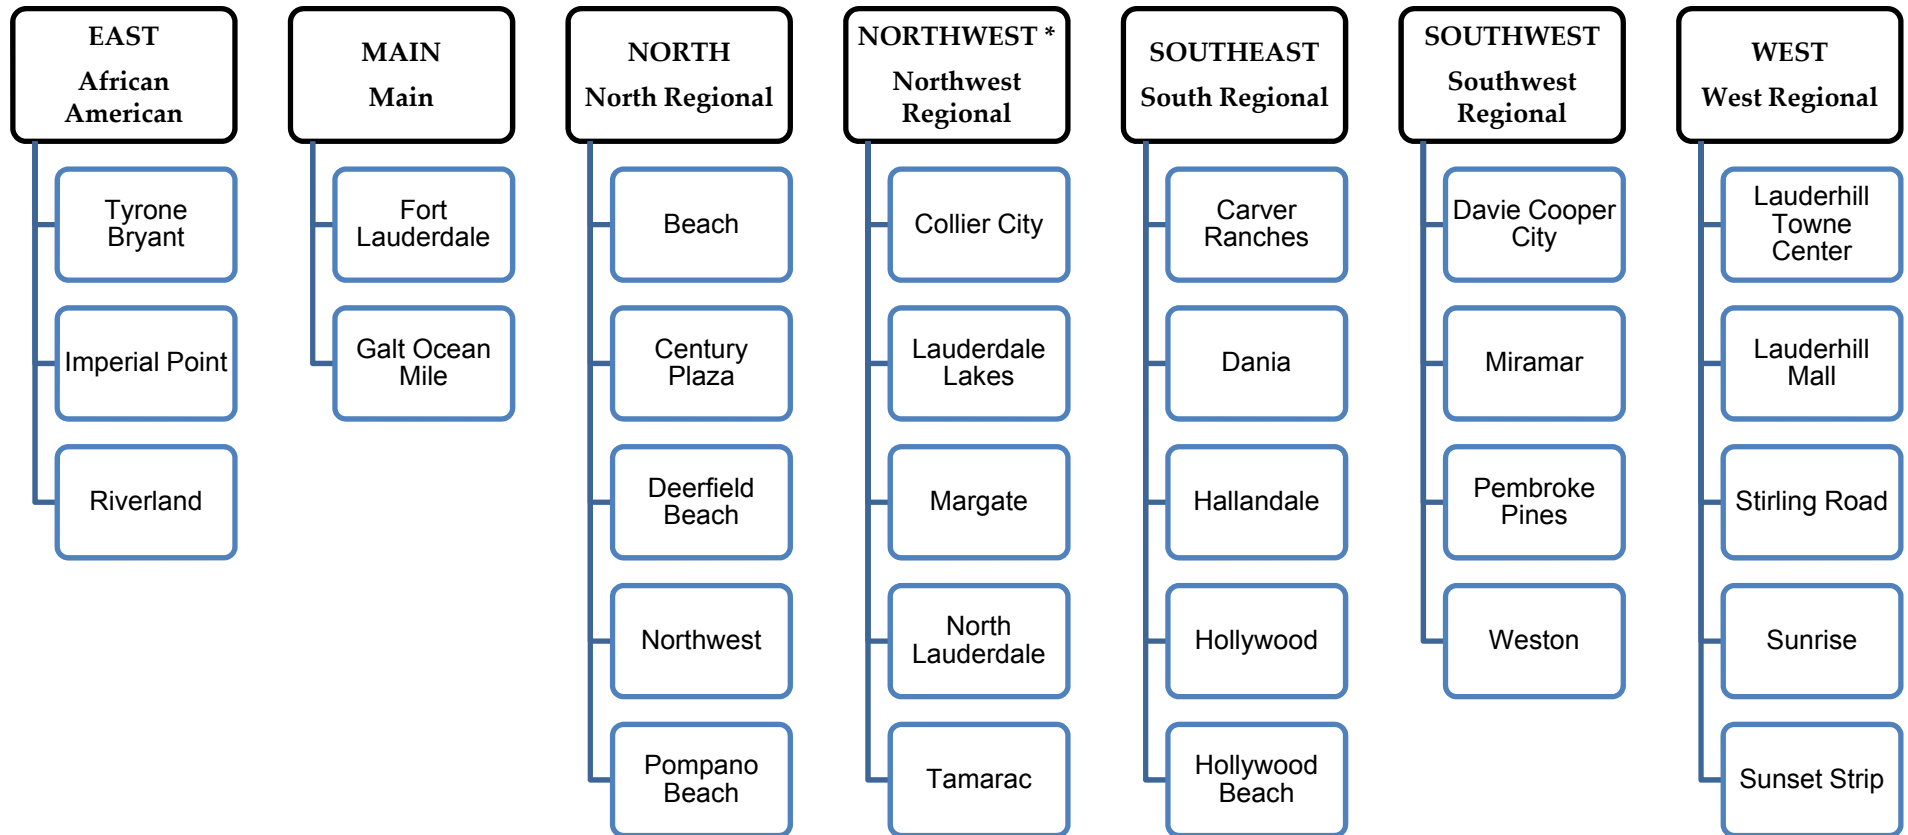 EAST
African
American
Tyrone
Bryant
Imperial Point
Riverland
MAIN
Main
Fort
Lauderdale
Galt Ocean
Mile
NORTH
North Regional
Beach
Century
Plaza
Deerfield
Beach
Northwest
Pompano
Beach
NORTHWEST *
Northwest
Regional
Collier City
Lauderdale
Lakes
Margate
North
Lauderdale
Tamarac
SOUTHEAST
South Regional
Carver
Ranches
Dania
Hallandale
Hollywood
Hollywood
Beach
SOUTHWEST
Southwest
Regional
Davie Cooper
City
Miramar
Pembroke
Pines
Weston
WEST
West Regional
Lauderhill
Towne
Center
Lauderhill
Mall
Stirling Road
Sunrise
Sunset Strip